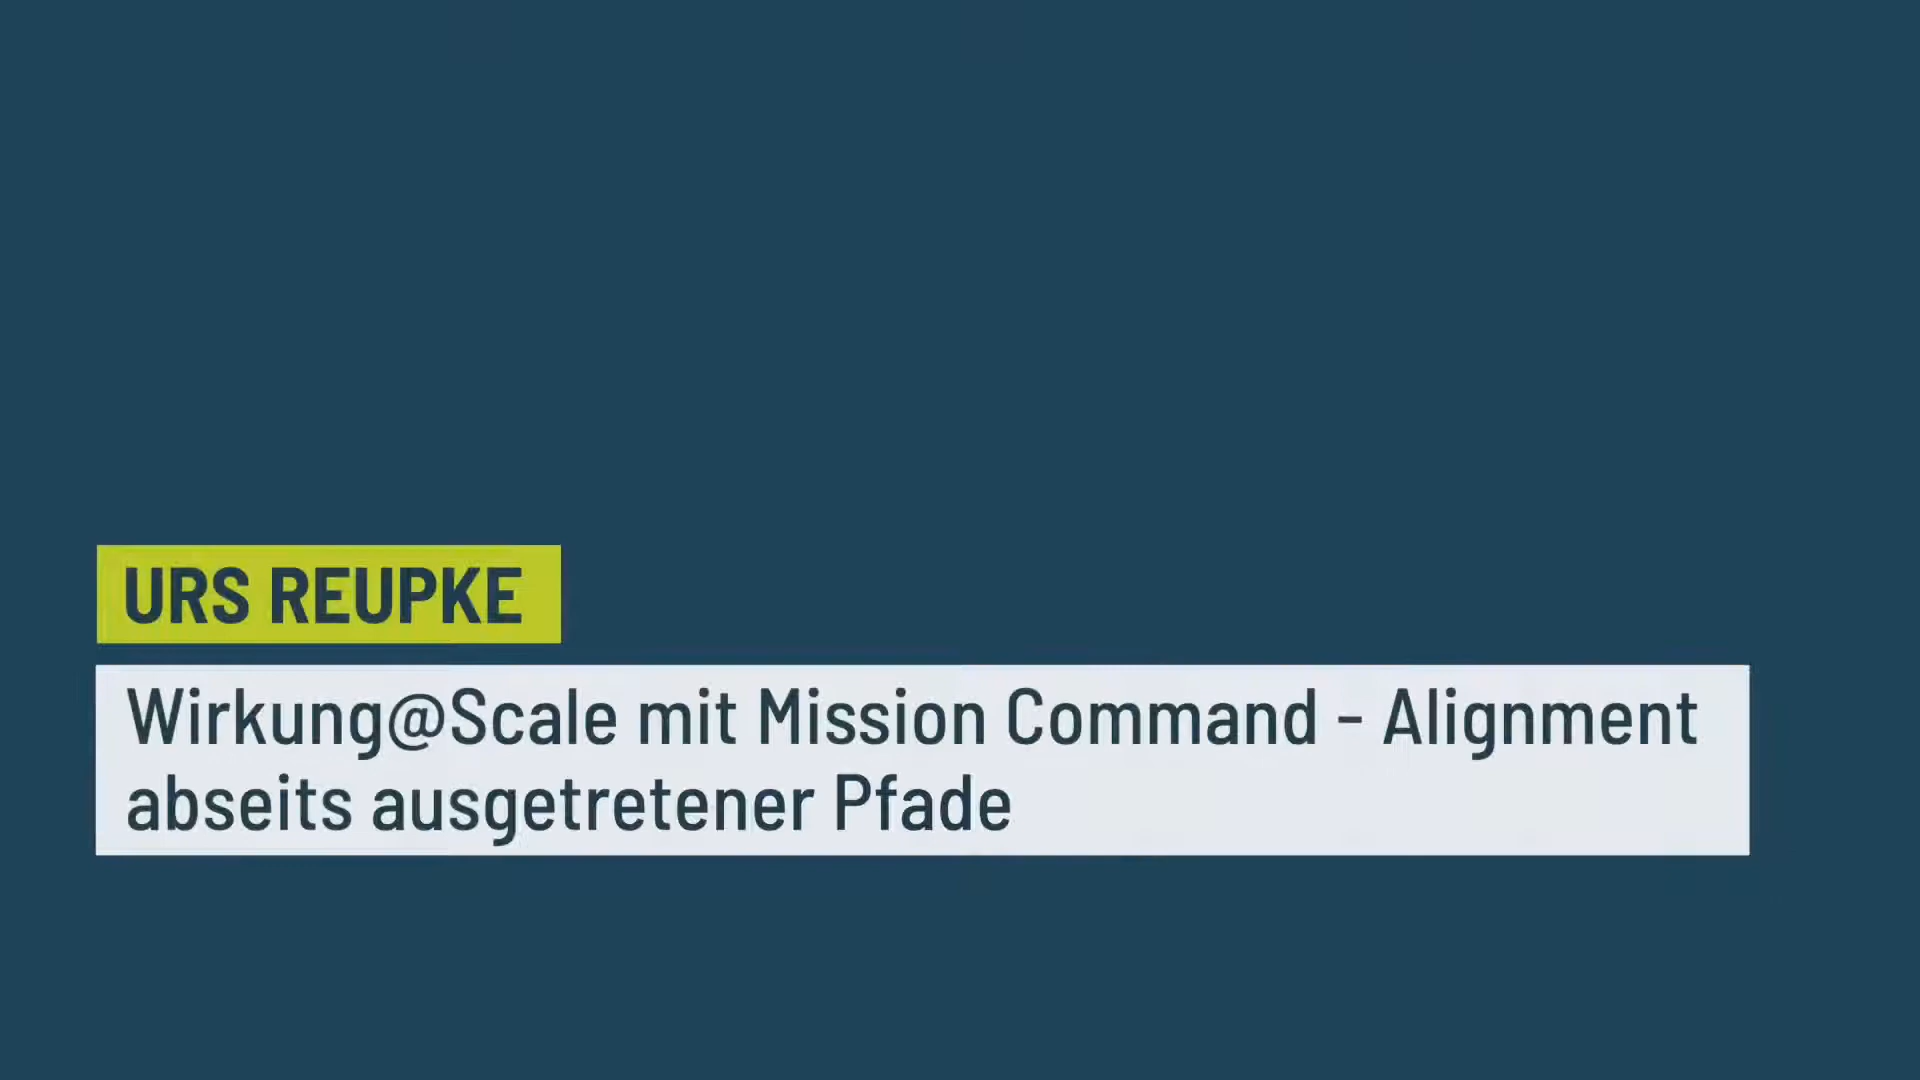 URS REUPKE
Wirkung@Scale mit Mission Command - Alignment
abseits ausgetretener Pfade